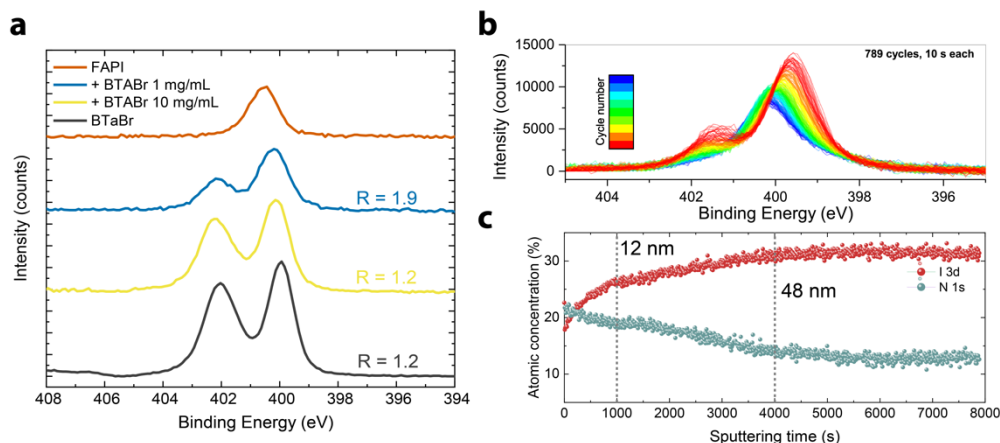 a
FAPI
+ BTABr 1 mg/mL
+ BTABr 10 mg/mL
BTaBr
R = 1.9
R = 1.2
R = 1.2
Intensity (counts)
408 406 404 402 400 398 396 394
Binding Energy (eV)
b
789 cycles, 10 s each
Cycle number
15000
10000
5000
0
Intensity (counts)
404 402 400 398 396
Binding Energy (eV)
c
12 nm
48 nm
I 3d
N 1s
30
20
10
Atomic concentration (%)
0 1000 2000 3000 4000 5000 6000 7000 8000
Sputtering time (s)